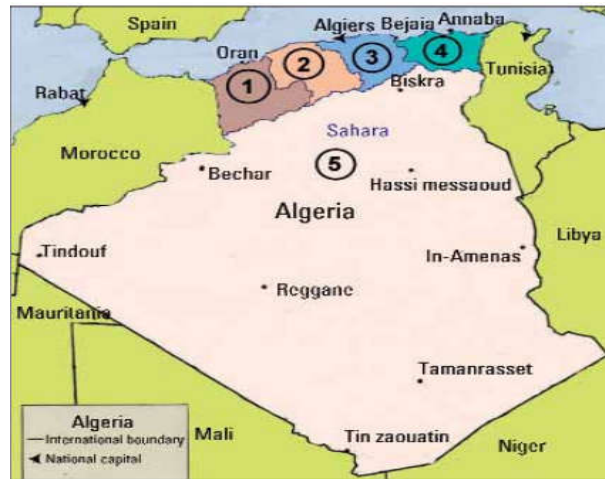 Spain
Algiers Bejaia Annaba
Oran
1
2
3
4
Tunisia
Rabat
Biskra
Sahara
Morocco
5
Bechar
Hassi messaoud
Algeria
Libya
Tindouf
In-Amenas
Reggane
Mauritania
Tamanrasset
Algeria
International boundary
National capital
Mali
Tin zaouatin
Niger